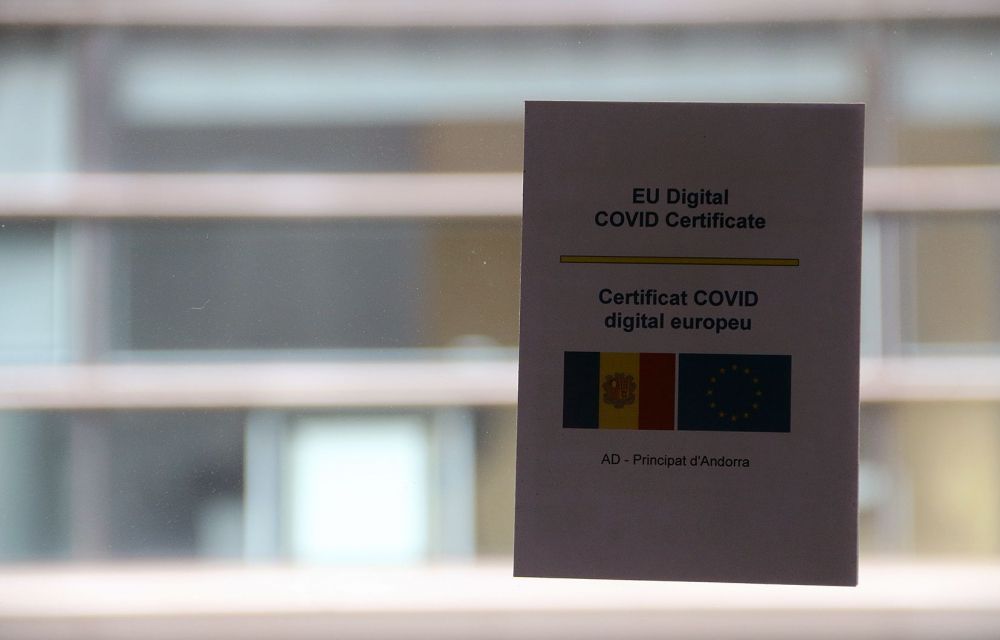 EU Digital
COVID Certificate
Certificat COVID
digital europeu
AD - Principat d'Andorra